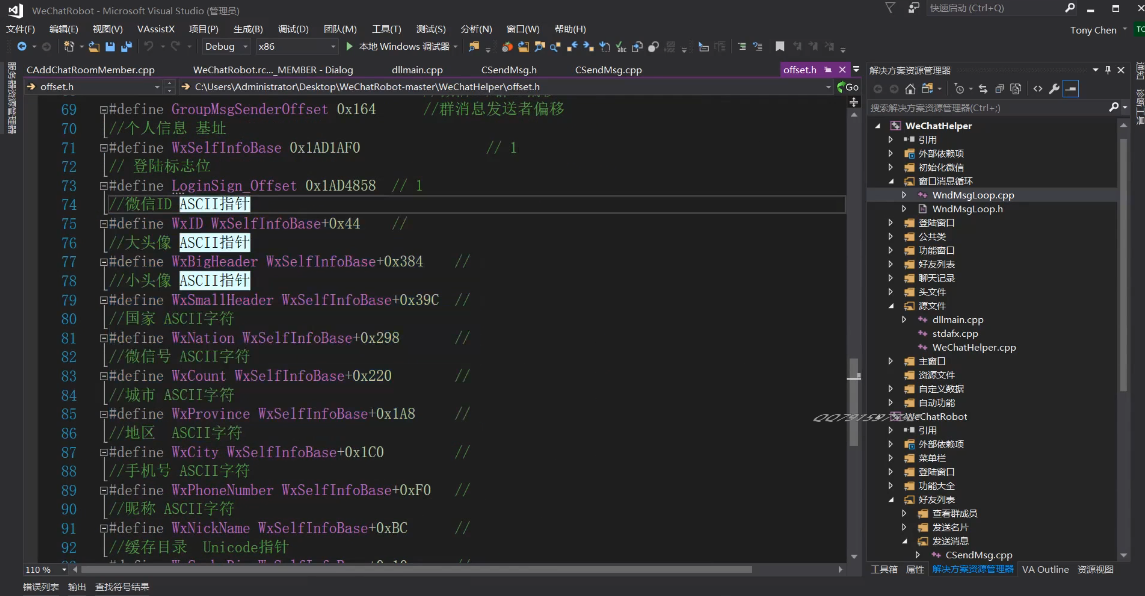 WeChatRobot - Microsoft Visual Studio (管理员)
快速启动 (Ctrl+Q)
文件(F) 编辑(E) 视图(V) VAssistX 项目(P) 生成(B) 调试(D) 团队(M) 工具(T) 测试(S) 分析(N) 窗口(W) 帮助(H)
Tony Chen
Debug x86 本地 Windows 调试器
CAddChatRoomMember.cpp WeChatRobot.rc..._MEMBER - Dialog dllmain.cpp CSendMsg.h CSendMsg.cpp offset.h
解决方案资源管理器
offset.h C:\Users\Administrator\Desktop\WeChatRobot-master\WeChatHelper\offset.h Go
搜索解决方案资源管理器(Ctrl+;)
69 #define GroupMsgSenderOffset 0x164 //群消息发送者偏移
70 //个人信息 基址
71 #define WxSelfInfoBase 0x1AD1AF0 // 1
72 // 登陆标志位
73 #define LoginSign_Offset 0x1AD4858 // 1
74 //微信ID ASCII指针
75 #define WxID WxSelfInfoBase+0x44 //
76 //大头像 ASCII指针
77 #define WxBigHeader WxSelfInfoBase+0x384 //
78 //小头像 ASCII指针
79 #define WxSmallHeader WxSelfInfoBase+0x39C //
80 //国家 ASCII字符
81 #define WxNation WxSelfInfoBase+0x298 //
82 //微信号 ASCII字符
83 #define WxCount WxSelfInfoBase+0x220 //
84 //城市 ASCII字符
85 #define WxProvince WxSelfInfoBase+0x1A8 //
86 //地区 ASCII字符
87 #define WxCity WxSelfInfoBase+0x1C0 //
88 //手机号 ASCII字符
89 #define WxPhoneNumber WxSelfInfoBase+0xF0 //
90 //昵称 ASCII字符
91 #define WxNickName WxSelfInfoBase+0xBC //
92 //缓存目录 Unicode指针
WeChatHelper
引用
外部依赖项
初始化微信
窗口消息循环
WndMsgLoop.cpp
WndMsgLoop.h
登陆窗口
公共类
功能窗口
好友列表
聊天记录
头文件
源文件
dllmain.cpp
stdafx.cpp
WeChatHelper.cpp
主窗口
资源文件
自定义数据
自动功能
WeChatRobot
引用
外部依赖项
菜单栏
登陆窗口
功能大全
好友列表
查看群成员
发送名片
发送消息
CSendMsg.cpp
110 %
工具箱 属性 解决方案资源管理器 VA Outline 资源视图
错误列表 输出 查找符号结果